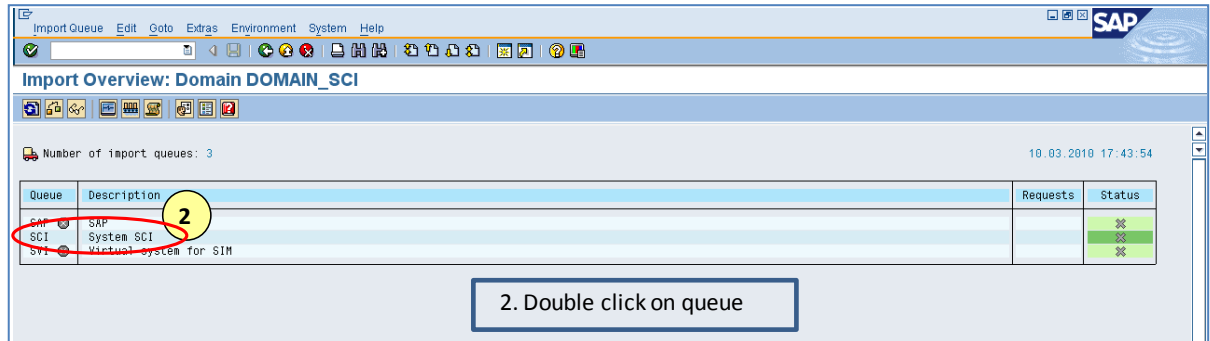 Import Queue Edit Goto Extras Environment System Help
SAP
Import Overview: Domain DOMAIN_SCI
Number of import queues: 3 10.03.2010 17:43:54
Queue Description Requests Status
SAP SAP
2
SCI System SCI
SVI Virtual system for SIM
2. Double click on queue